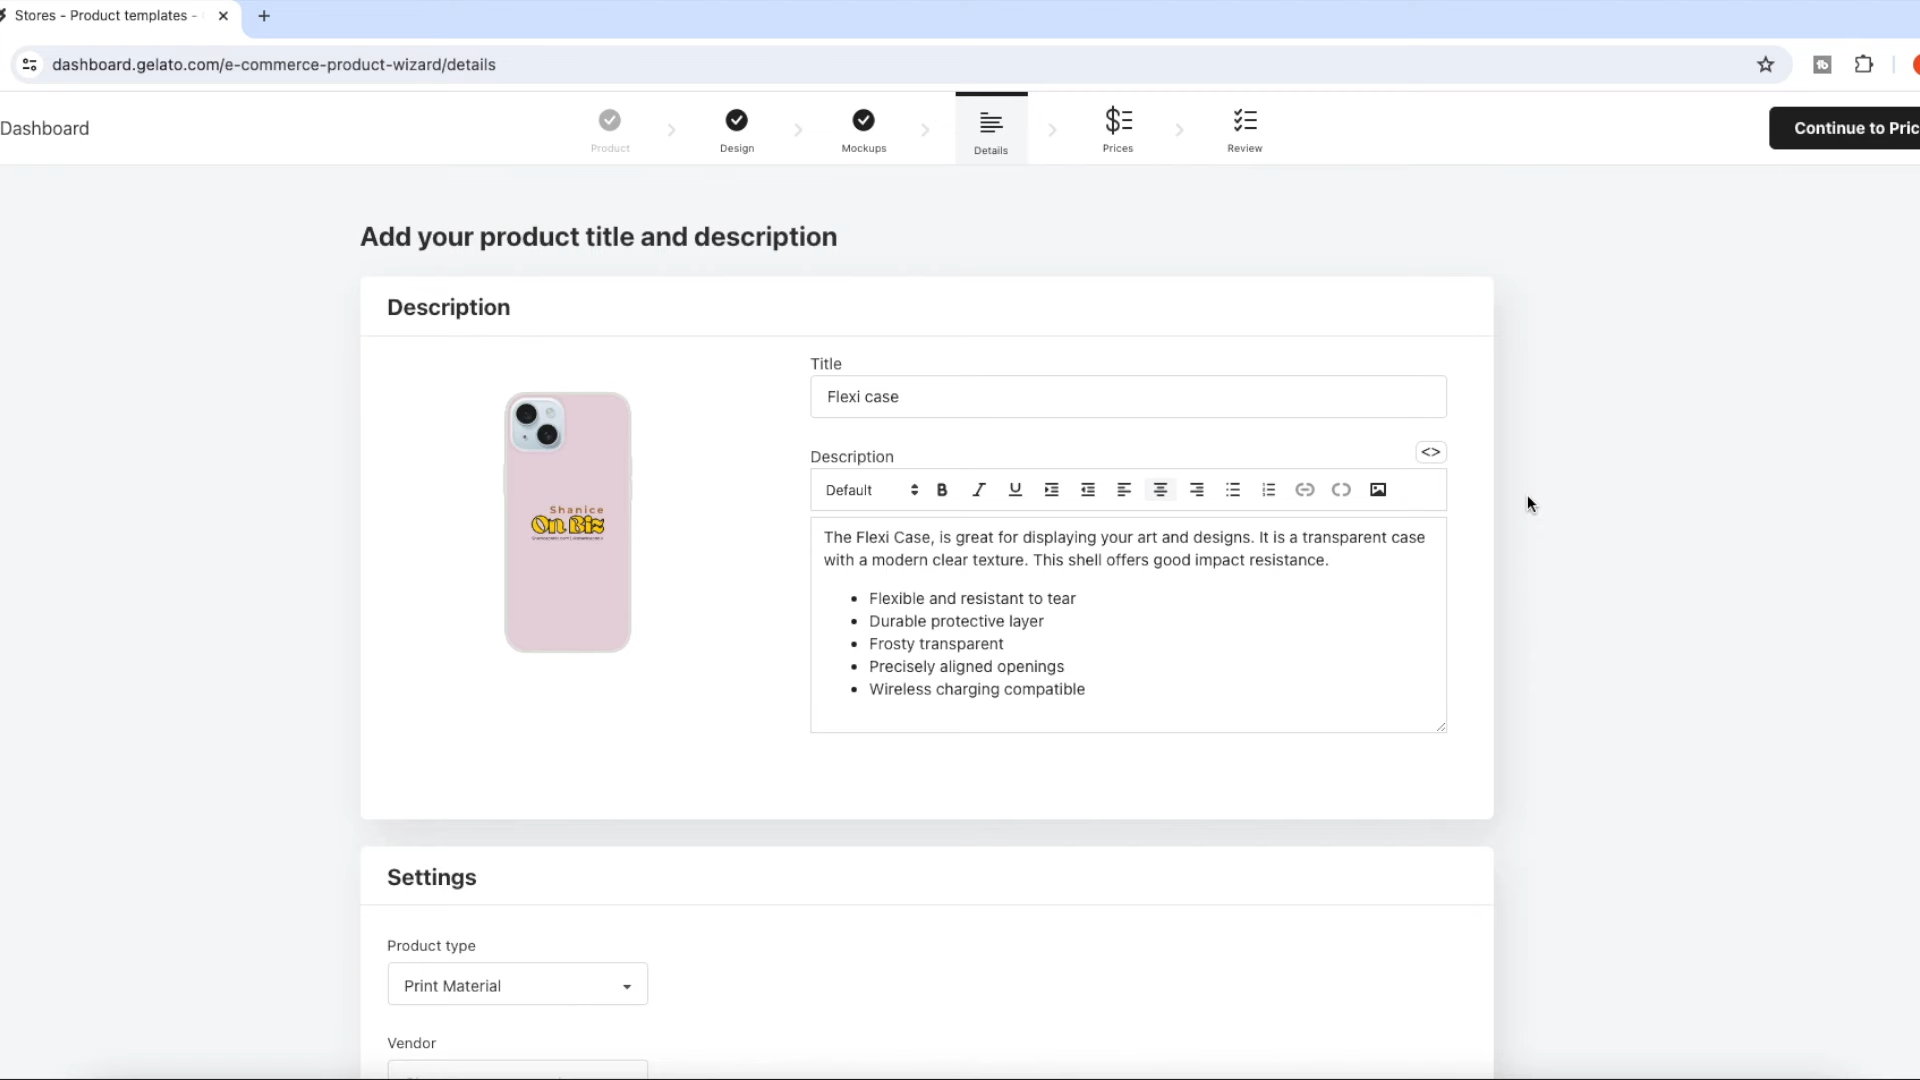 Stores - Product templates -
dashboard.gelato.com/e-commerce-product-wizard/details
Dashboard
Product
Design
Mockups
Details
Prices
Review
Continue to Pric
Add your product title and description
Description
Shanice
On Biz
Title
Flexi case
Description
<>
Default
The Flexi Case, is great for displaying your art and designs. It is a transparent case
with a modern clear texture. This shell offers good impact resistance.
• Flexible and resistant to tear
• Durable protective layer
• Frosty transparent
• Precisely aligned openings
• Wireless charging compatible
Settings
Product type
Print Material
Vendor